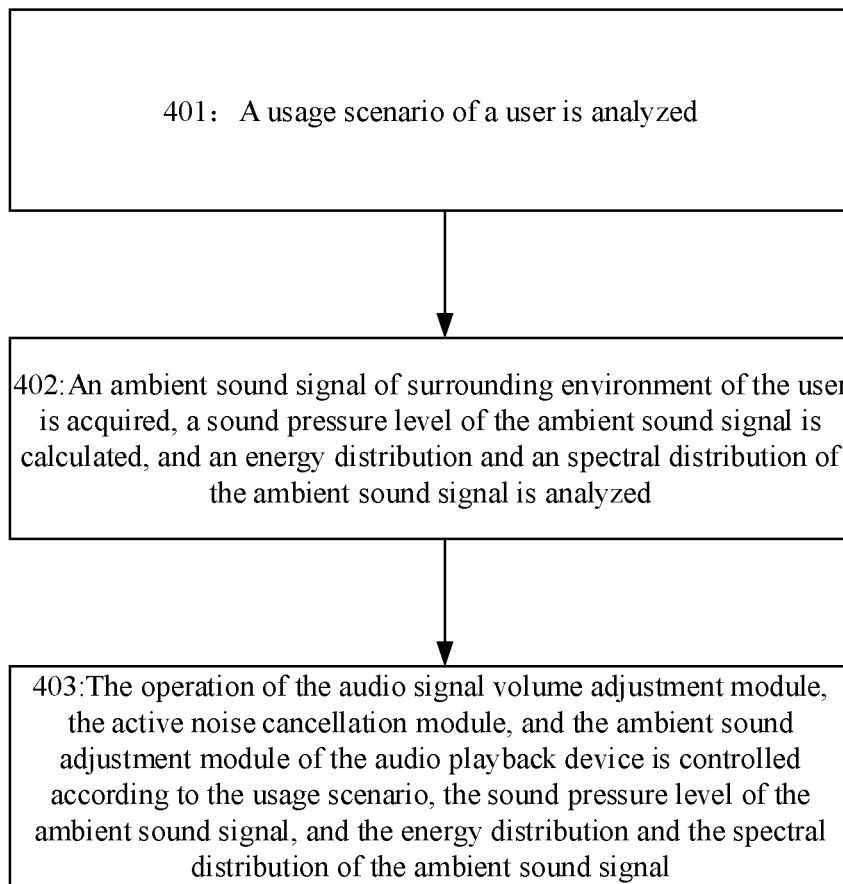 401：A usage scenario of a user is analyzed
402:An ambient sound signal of surrounding environment of the user
is acquired, a sound pressure level of the ambient sound signal is
calculated, and an energy distribution and an spectral distribution of
the ambient sound signal is analyzed
403:The operation of the audio signal volume adjustment module,
the active noise cancellation module, and the ambient sound
adjustment module of the audio playback device is controlled
according to the usage scenario, the sound pressure level of the
ambient sound signal, and the energy distribution and the spectral
distribution of the ambient sound signal